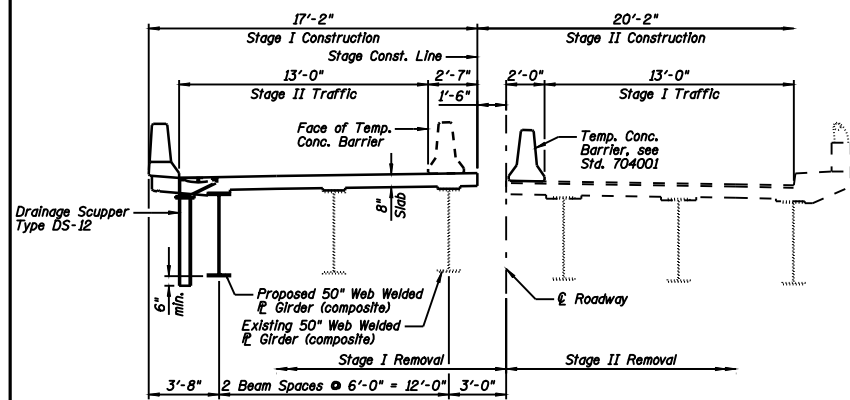 17'-2"
20'-2"
Stage I Construction
Stage II Construction
Stage Const. Line
13'-0"
2'-7"
2'-0"
13'-0"
Stage II Traffic
1'-6"
Stage I Traffic
Face of Temp.
Conc. Barrier
Temp. Conc.
Barrier, see
Std. 704001
8"
Slab
Drainage Scupper
Type DS-12
6"
min.
Proposed 50" Web Welded
PL Girder (composite)
Existing 50" Web Welded
PL Girder (composite)
CL Roadway
Stage I Removal
Stage II Removal
3'-8"
2 Beam Spaces @ 6'-0" = 12'-0"
3'-0"